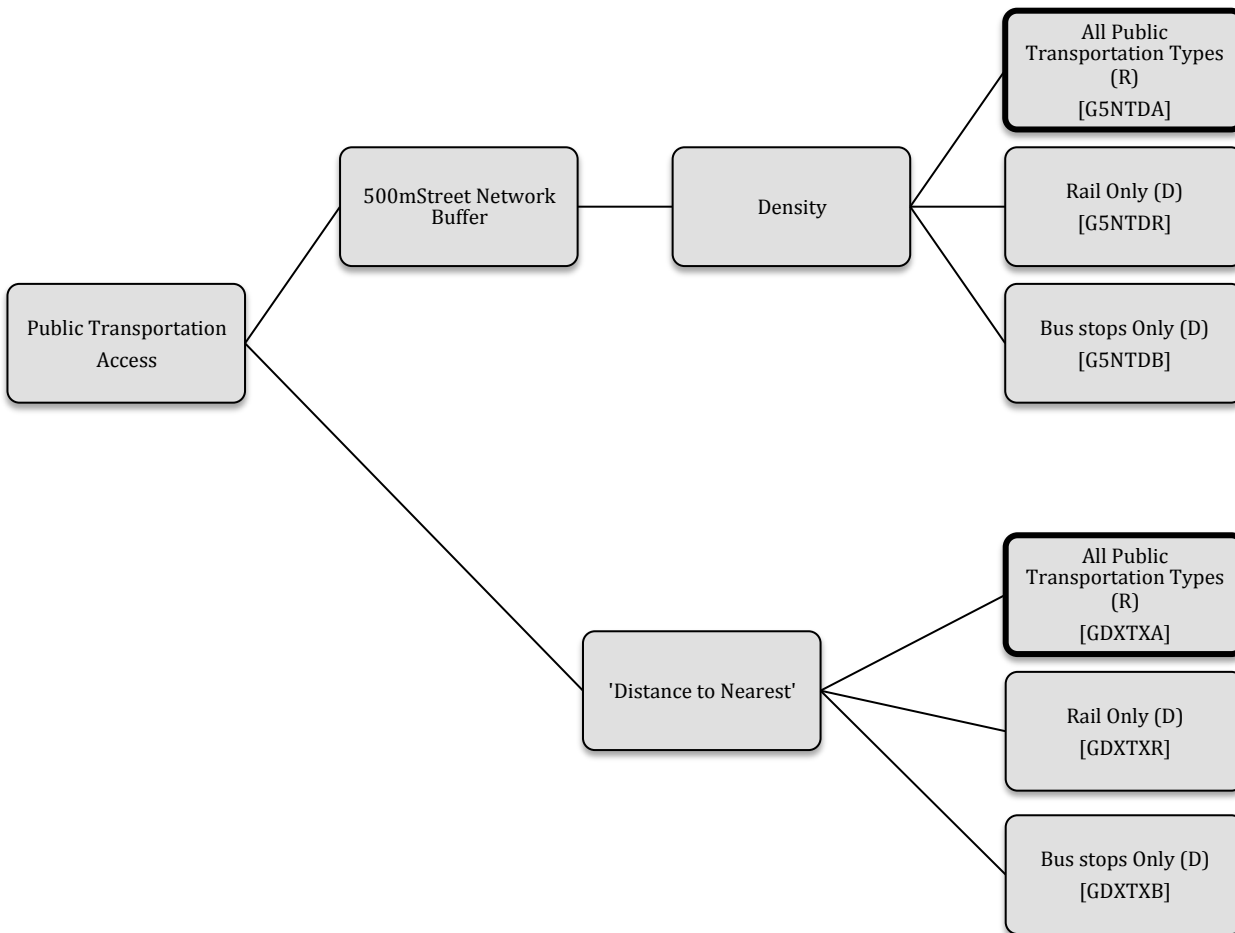 Public Transportation
Access
500mStreet Network
Buffer
Density
All Public
Transportation Types
(R)
[G5NTDA]
Rail Only (D)
[G5NTDR]
Bus stops Only (D)
[G5NTDB]
'Distance to Nearest'
All Public
Transportation Types
(R)
[GDXTXA]
Rail Only (D)
[GDXTXR]
Bus stops Only (D)
[GDXTXB]